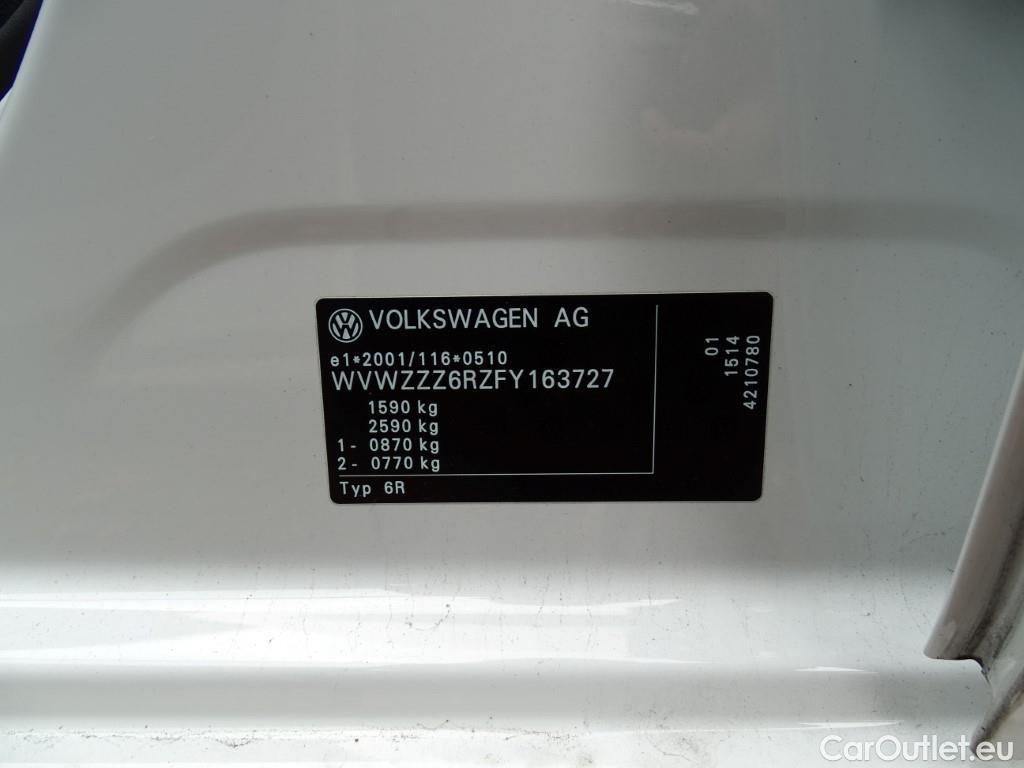 VOLKSWAGEN AG
e1*2001/116*0510
WVWZZZ6RZFY163727
1590 kg
2590 kg
1- 0870 kg
2- 0770 kg
Typ 6R
01
1514
4210780
CarOutlet.eu